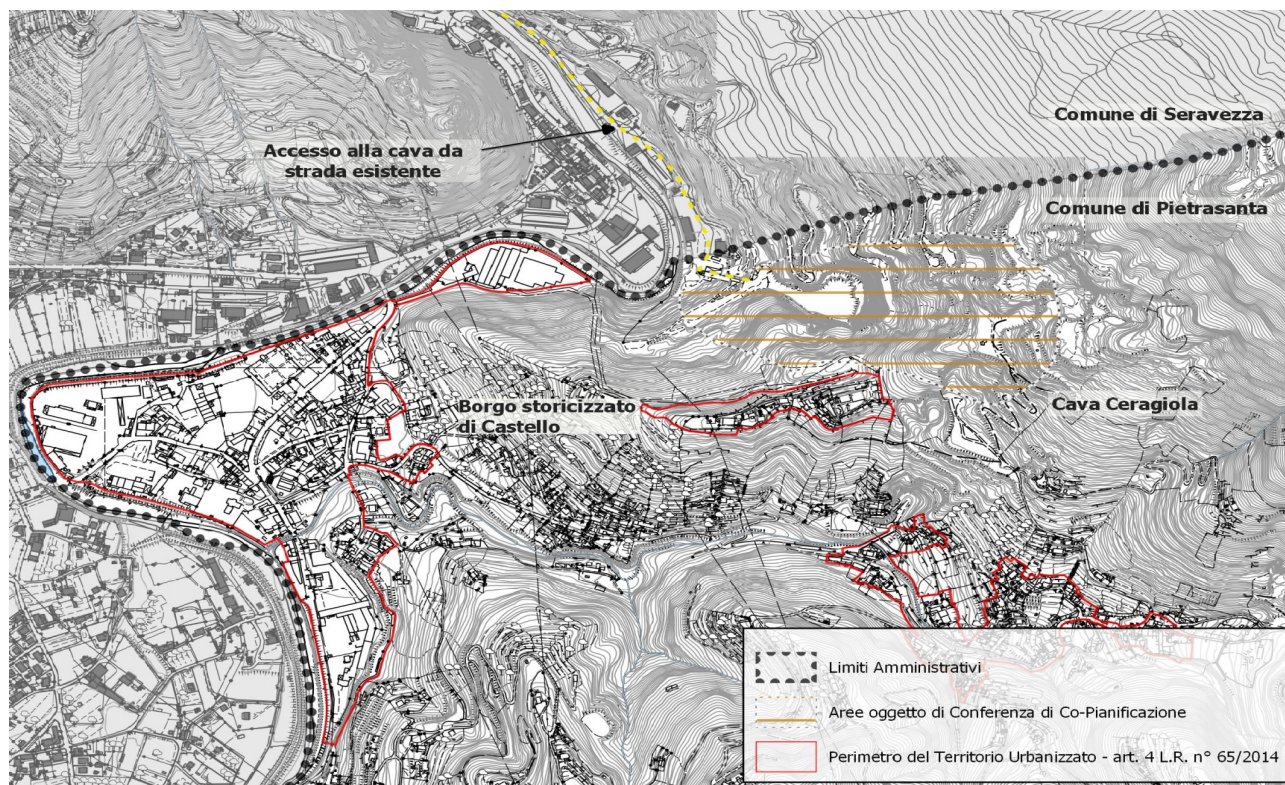 Comune di Seravezza
Accesso alla cava da
strada esistente
Comune di Pietrasanta
Borgo storicizzato
di Castello
Cava Ceragiola
Limiti Amministrativi
Aree oggetto di Conferenza di Co-Pianificazione
Perimetro del Territorio Urbanizzato - art. 4 L.R. n° 65/2014